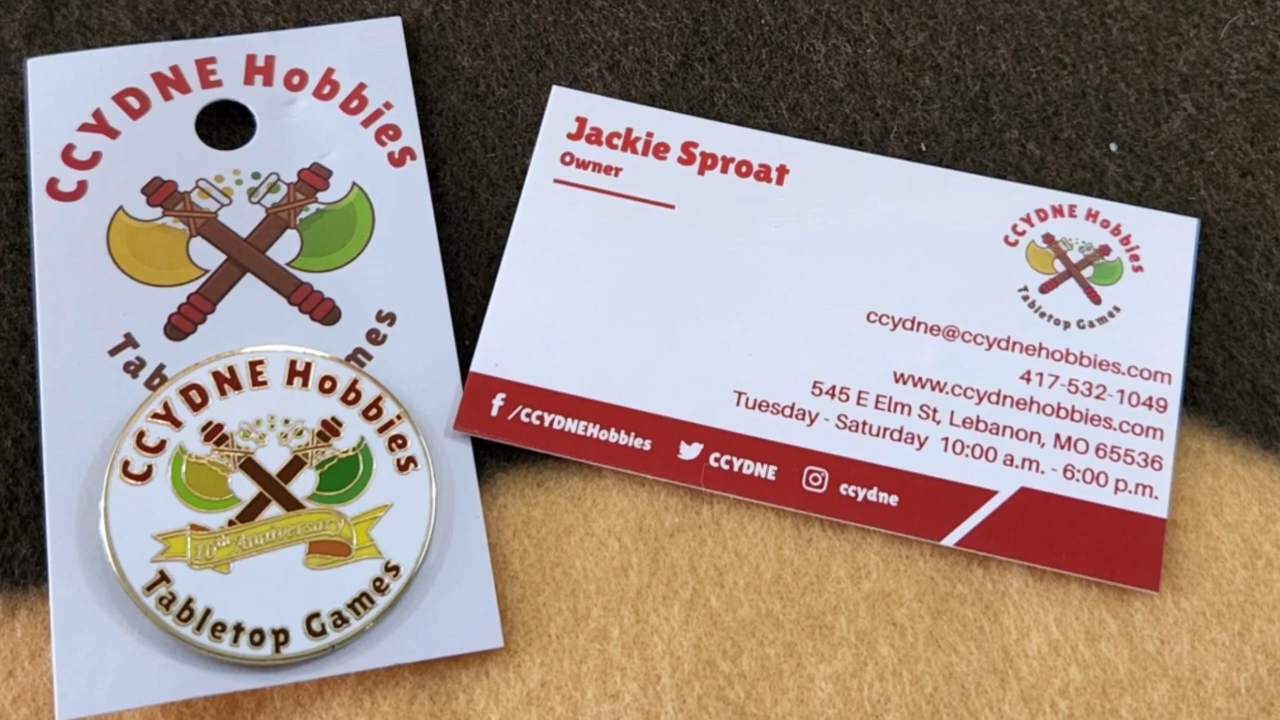 CCYDNE Hobbies
Tab mes
CCYDNE Hobbies
10th Anniversary
Tabletop Games
Jackie Sproat
Owner
CCYDNE Hobbies
Tabletop Games
ccydne@ccydnehobbies.com
417-532-1049
www.ccydnehobbies.com
545 E Elm St, Lebanon, MO 65536
Tuesday - Saturday 10:00 a.m. - 6:00 p.m.
f /CCYDNEHobbies CCYDNE ccydne